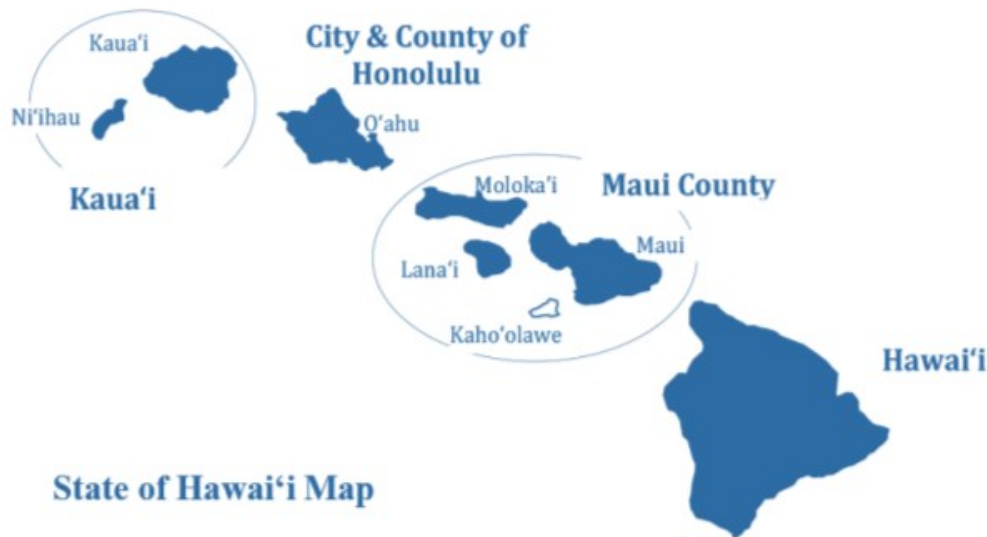 Kaua‘i
Ni‘ihau
Kaua‘i
City & County of
Honolulu
O‘ahu
Moloka‘i
Maui County
Lana‘i
Maui
Kaho‘olawe
Hawai‘i
State of Hawai‘i Map